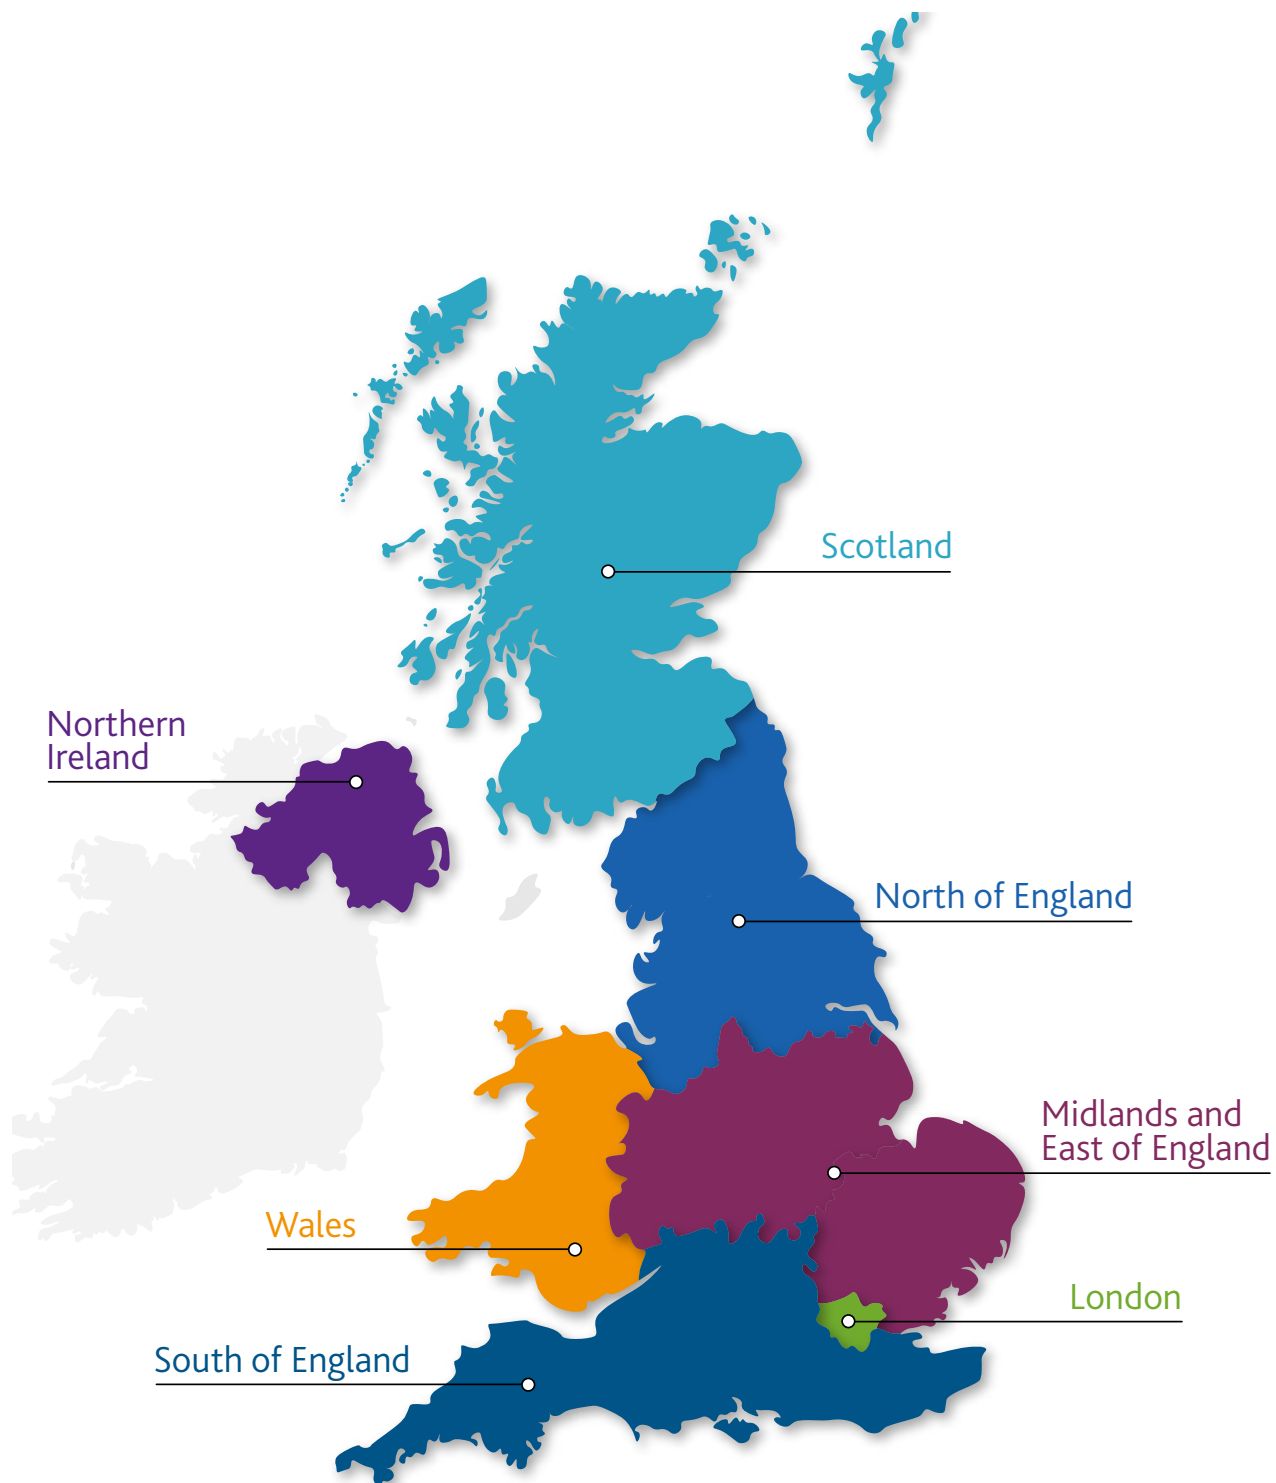 Scotland
Northern
Ireland
North of England
Midlands and
East of England
Wales
London
South of England